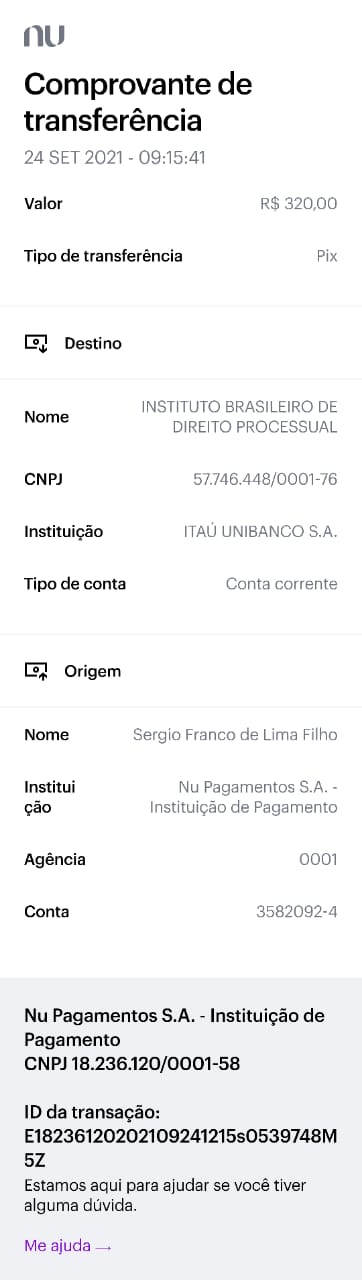 nu
Comprovante de
transferência
24 SET 2021 - 09:15:41
Valor R$ 320,00
Tipo de transferência Pix
Destino
Nome INSTITUTO BRASILEIRO DE
DIREITO PROCESSUAL
CNPJ 57.746.448/0001-76
Instituição ITAÚ UNIBANCO S.A.
Tipo de conta Conta corrente
Origem
Nome Sergio Franco de Lima Filho
Institui Nu Pagamentos S.A. -
ção Instituição de Pagamento
Agência 0001
Conta 3582092-4
Nu Pagamentos S.A. - Instituição de
Pagamento
CNPJ 18.236.120/0001-58
ID da transação:
E18236120202109241215s0539748M
5Z
Estamos aqui para ajudar se você tiver
alguma dúvida.
Me ajuda →